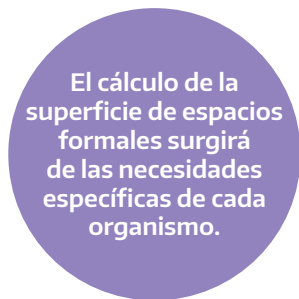 El cálculo de la
superficie de espacios
formales surgirá
de las necesidades
específicas de cada
organismo.